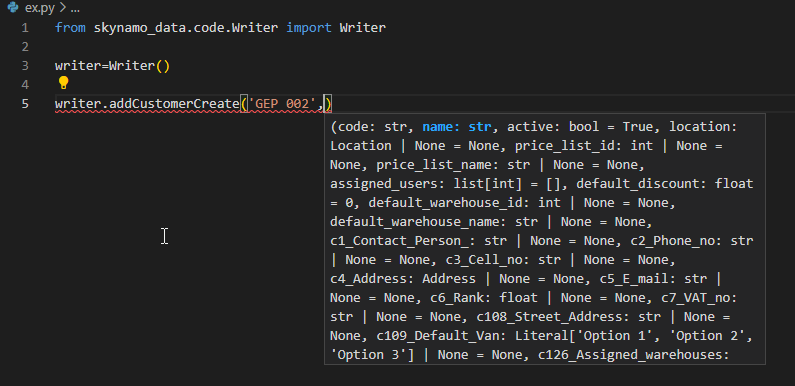 ex.py > ...
1 from skynamo_data.code.Writer import Writer
2
3 writer=Writer()
4
5 writer.addCustomerCreate('GEP 002',)
(code: str, name: str, active: bool = True, location:
Location | None = None, price_list_id: int | None =
None, price_list_name: str | None = None,
assigned_users: list[int] = [], default_discount: float
= 0, default_warehouse_id: int | None = None,
default_warehouse_name: str | None = None,
c1_Contact_Person_: str | None = None, c2_Phone_no: str
| None = None, c3_Cell_no: str | None = None,
c4_Address: Address | None = None, c5_E_mail: str |
None = None, c6_Rank: float | None = None, c7_VAT_no:
str | None = None, c108_Street_Address: str | None =
None, c109_Default_Van: Literal['Option 1', 'Option 2',
'Option 3'] | None = None, c126_Assigned_warehouses: